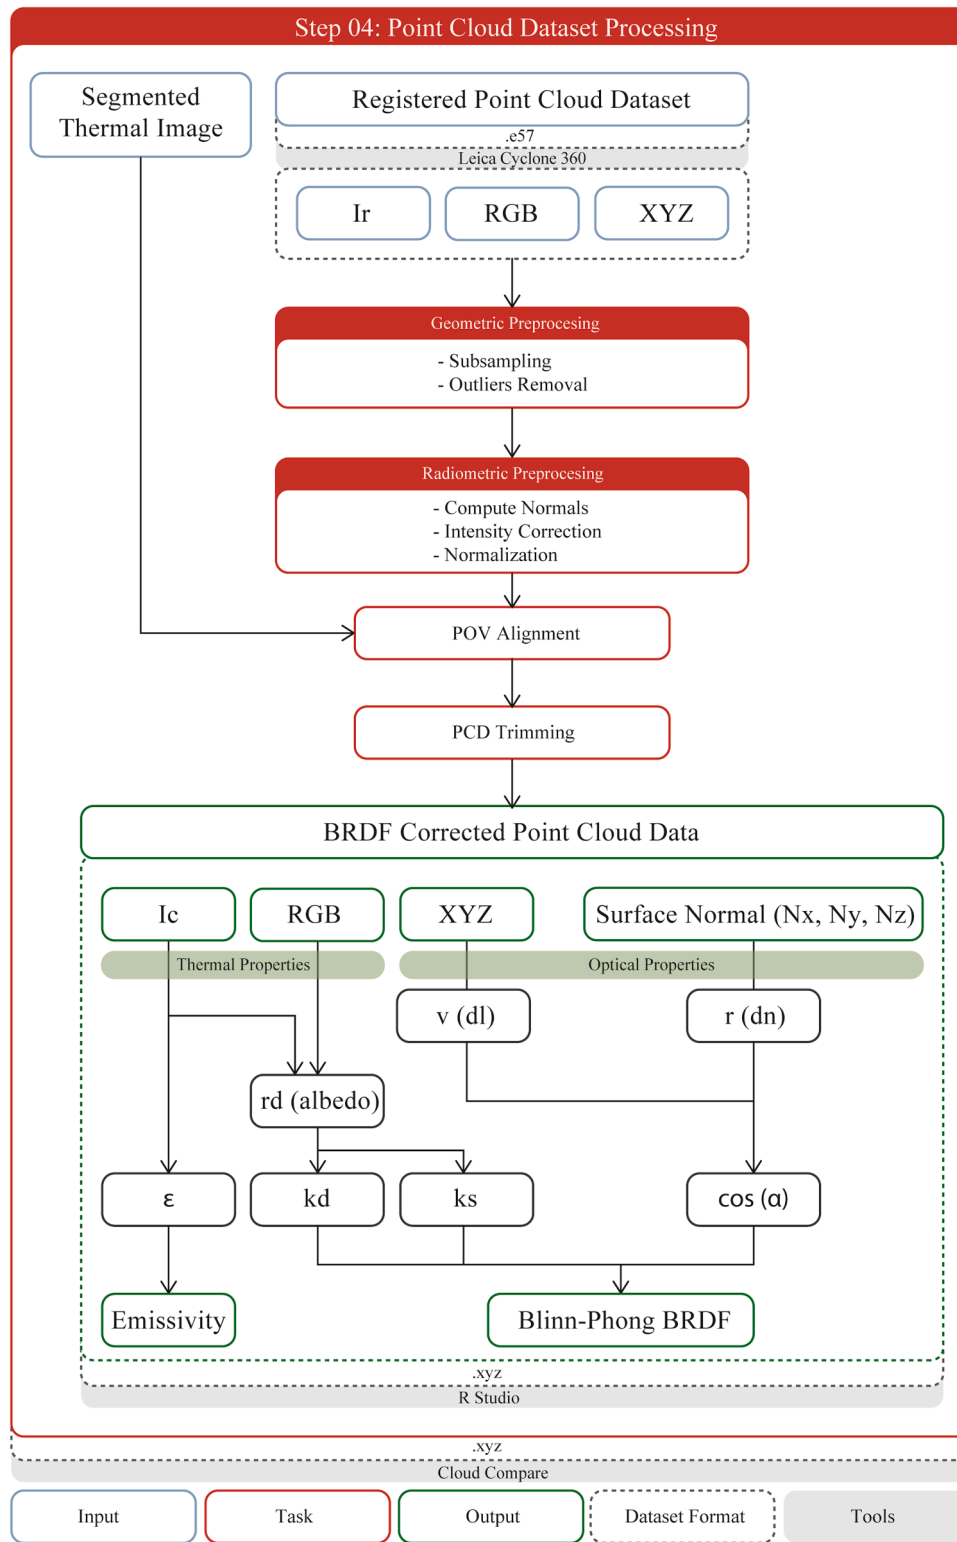 Step 04: Point Cloud Dataset Processing
Segmented
Thermal Image
Registered Point Cloud Dataset
.e57
Leica Cyclone 360
Ir
RGB
XYZ
Geometric Preprocesing
- Subsampling
- Outliers Removal
Radiometric Preprocesing
- Compute Normals
- Intensity Correction
- Normalization
POV Alignment
PCD Trimming
BRDF Corrected Point Cloud Data
Ic
RGB
XYZ
Surface Normal (Nx, Ny, Nz)
Thermal Properties
Optical Properties
v (dl)
r (dn)
rd (albedo)
ε
kd
ks
cos (α)
Emissivity
Blinn-Phong BRDF
.xyz
R Studio
.xyz
Cloud Compare
Input
Task
Output
Dataset Format
Tools